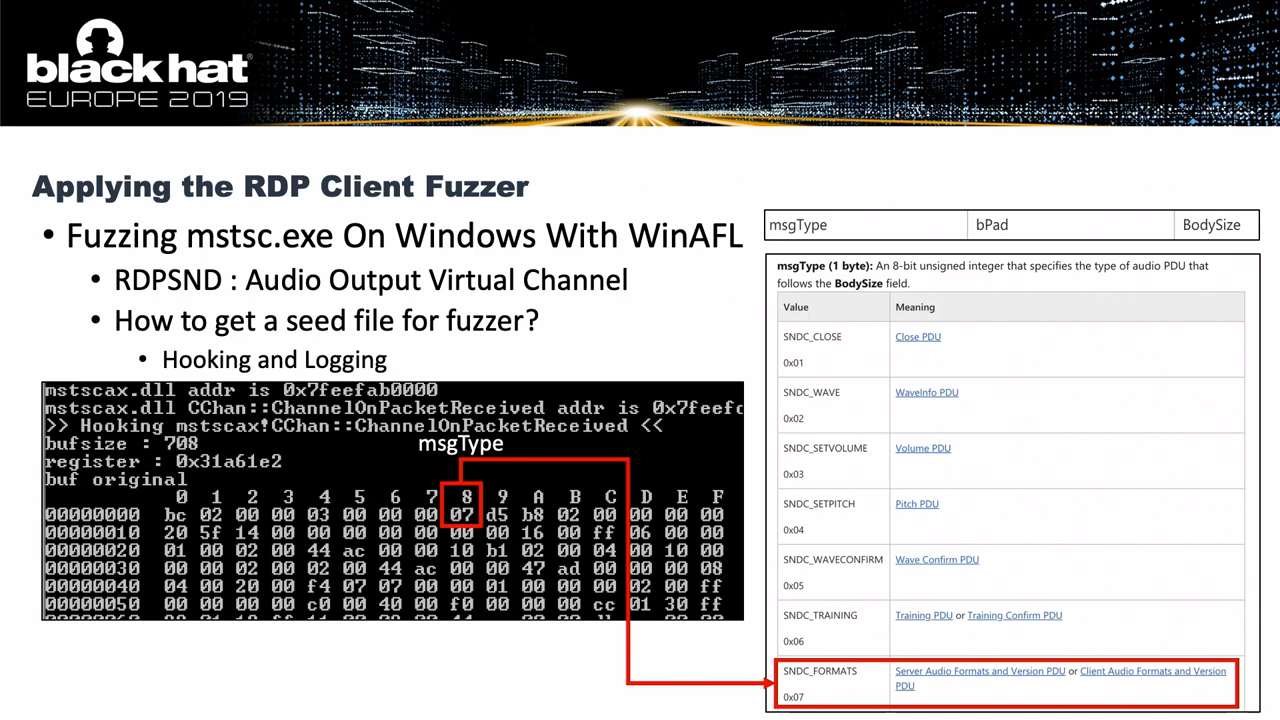 black hat
EUROPE 2019
Applying the RDP Client Fuzzer
• Fuzzing mstsc.exe On Windows With WinAFL
• RDPSND : Audio Output Virtual Channel
• How to get a seed file for fuzzer?
• Hooking and Logging
mstscax.dll addr is 0x7feefab0000
mstscax.dll CChan::ChannelOnPacketReceived addr is 0x7feefc
>> Hooking mstscax!CChan::ChannelOnPacketReceived <<
bufsize : 708
msgType
register : 0x31a61e2
buf original
0 1 2 3 4 5 6 7 8 9 A B C D E F
00000000 bc 02 00 00 03 00 00 00 07 d5 b8 02 00 00 00 00
00000010 20 5f 14 00 00 00 00 00 00 00 16 00 ff 06 00 00
00000020 01 00 02 00 44 ac 00 00 10 b1 02 00 04 00 10 00
00000030 00 00 02 00 02 00 44 ac 00 00 47 ad 00 00 00 08
00000040 04 00 20 00 f4 07 07 00 00 01 00 00 00 02 00 ff
00000050 00 00 00 00 c0 00 40 00 f0 00 00 00 cc 01 30 ff
msgType bPad BodySize
msgType (1 byte): An 8-bit unsigned integer that specifies the type of audio PDU that
follows the BodySize field.
Value Meaning
SNDC_CLOSE Close PDU
0x01
SNDC_WAVE WaveInfo PDU
0x02
SNDC_SETVOLUME Volume PDU
0x03
SNDC_SETPITCH Pitch PDU
0x04
SNDC_WAVECONFIRM Wave Confirm PDU
0x05
SNDC_TRAINING Training PDU or Training Confirm PDU
0x06
SNDC_FORMATS Server Audio Formats and Version PDU or Client Audio Formats and Version
PDU
0x07